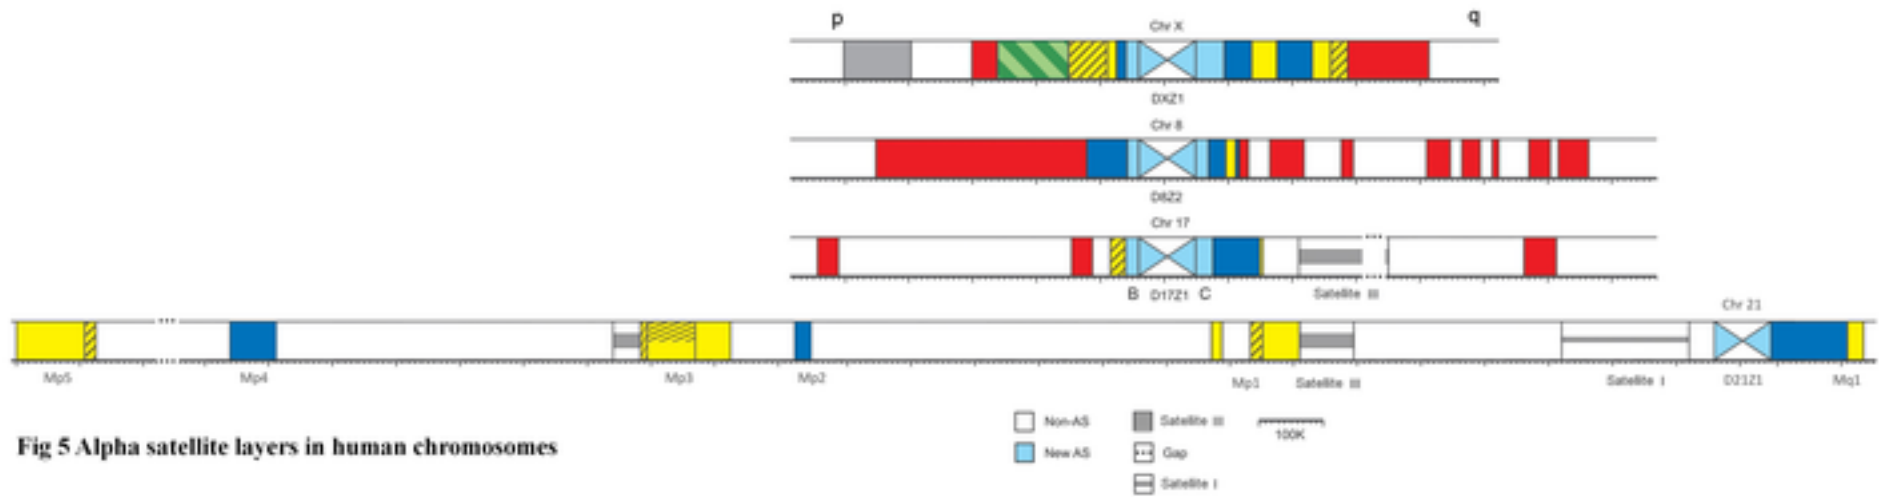 p q
Chr X
DXZ1
Chr 8
D8Z2
Chr 17
B D17Z1 C Satellite III
Chr 21
Mp5 Mp4 Mp3 Mp2 Mp1 Satellite III Satellite I D21Z1 Mq1
Non-AS Satellite III 100K
New AS Gap
Satellite I
Fig 5 Alpha satellite layers in human chromosomes